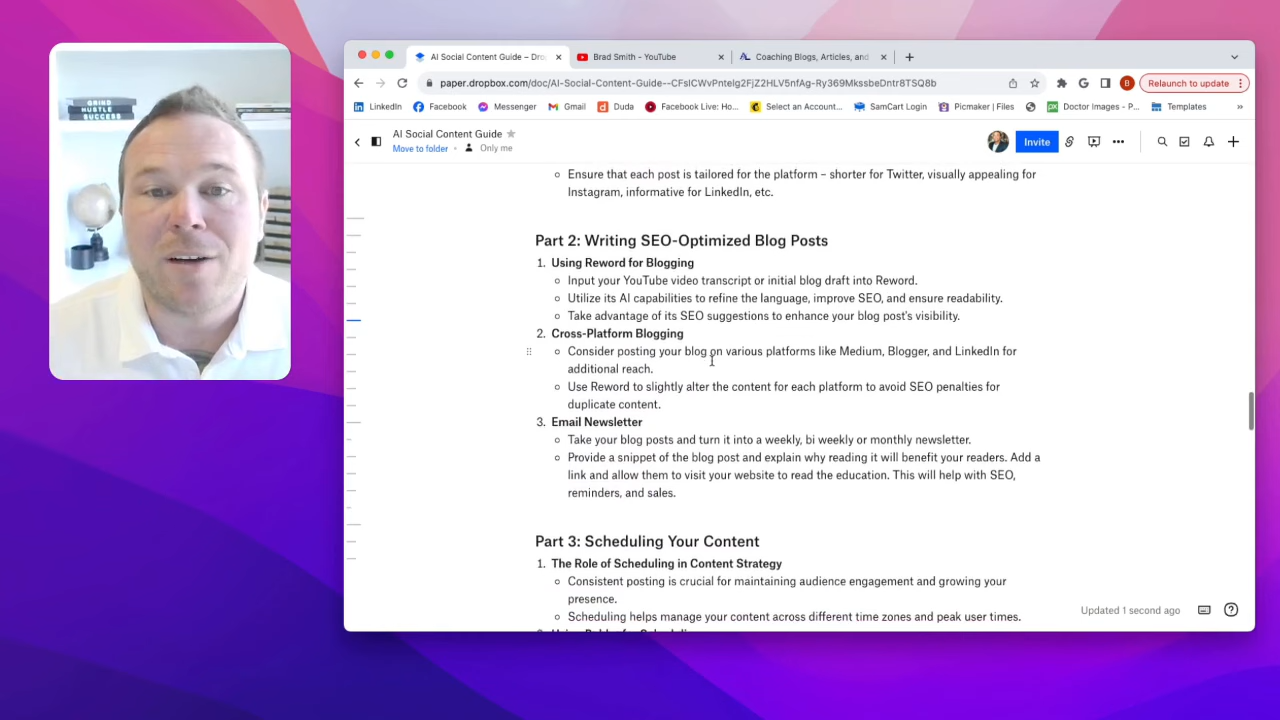 GRIND
HUSTLE
SUCCESS
AI Social Content Guide – Dro
Brad Smith - YouTube
Coaching Blogs, Articles, and
paper.dropbox.com/doc/AI-Social-Content-Guide--CFsICWvPntelg2FjZ2HLV5nfAg-Ry369MkssbeDntr8TSQ8b
B
Relaunch to update
LinkedIn
Facebook
Messenger
Gmail
Duda
Facebook Live: Ho...
Select an Account...
SamCart Login
Picmaker | Files
Doctor Images - P...
Templates
AI Social Content Guide
Move to folder
Only me
Invite
Ensure that each post is tailored for the platform – shorter for Twitter, visually appealing for
Instagram, informative for LinkedIn, etc.
Part 2: Writing SEO-Optimized Blog Posts
1. Using Reword for Blogging
Input your YouTube video transcript or initial blog draft into Reword.
Utilize its AI capabilities to refine the language, improve SEO, and ensure readability.
Take advantage of its SEO suggestions to enhance your blog post's visibility.
2. Cross-Platform Blogging
Consider posting your blog on various platforms like Medium, Blogger, and LinkedIn for
additional reach.
Use Reword to slightly alter the content for each platform to avoid SEO penalties for
duplicate content.
3. Email Newsletter
Take your blog posts and turn it into a weekly, bi weekly or monthly newsletter.
Provide a snippet of the blog post and explain why reading it will benefit your readers. Add a
link and allow them to visit your website to read the education. This will help with SEO,
reminders, and sales.
Part 3: Scheduling Your Content
1. The Role of Scheduling in Content Strategy
Consistent posting is crucial for maintaining audience engagement and growing your
presence.
Scheduling helps manage your content across different time zones and peak user times.
Updated 1 second ago